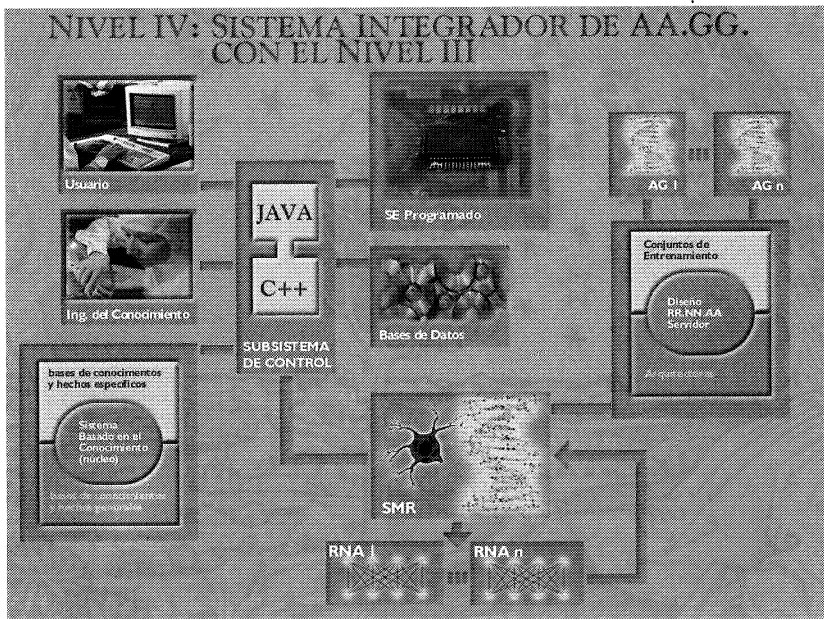 NIVEL IV: SISTEMA INTEGRADOR DE AA.GG.
CON EL NIVEL III
Usuario
Ing. del Conocimiento
JAVA
C++
SUBSISTEMA
DE CONTROL
SE Programado
Bases de Datos
AG 1
AG n
Conjuntos de
Entrenamiento
Diseño
RR.NN.AA
Servidor
Arquitecturas
bases de conocimientos
y hechos específicos
Sistema
Basado en el
Conocimiento
(núcleo)
bases de conocimientos
y hechos generales
SMR
RNA 1
RNA n